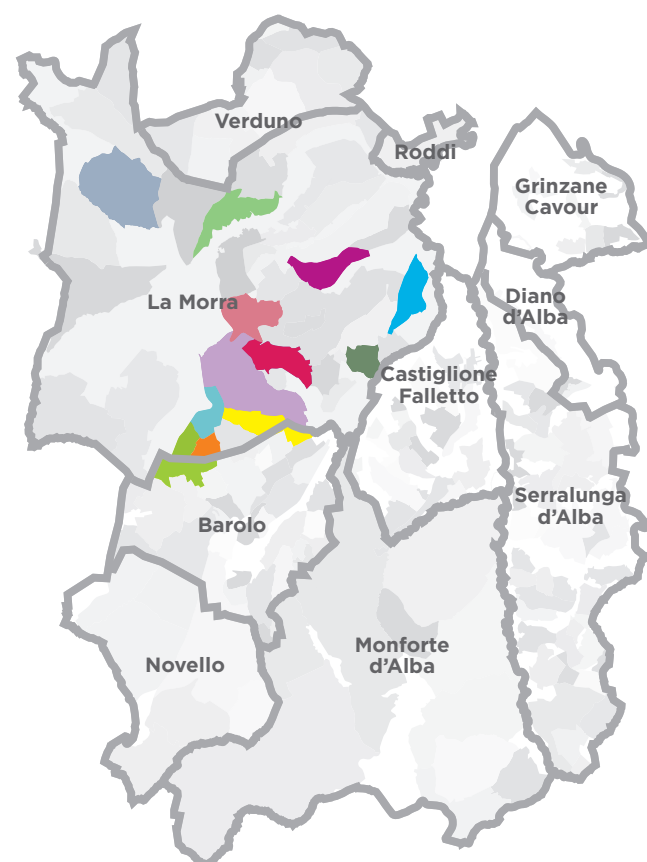 Verduno
Roddi
Grinzane
Cavour
La Morra
Diano
d'Alba
Castiglione
Falletto
Serralunga
d'Alba
Barolo
Novello
Monforte
d'Alba